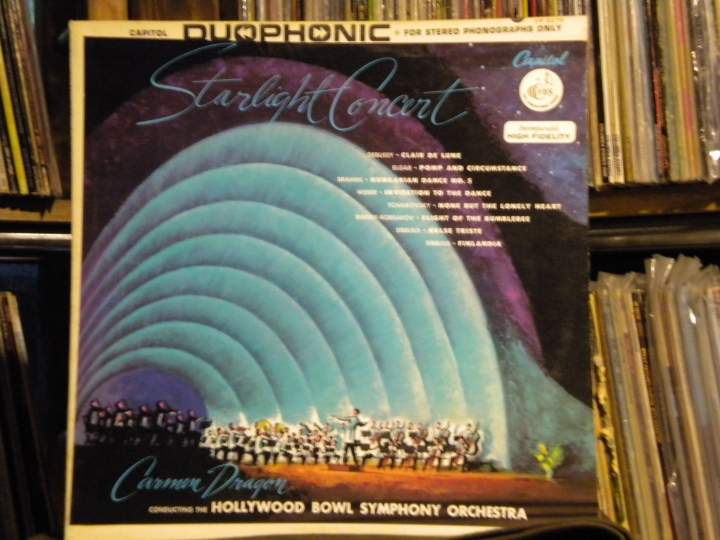 CAPITOL DUOPHONIC FOR STEREO PHONOGRAPHS ONLY
Capitol
Starlight Concert
Incomparable
HIGH FIDELITY
DEBUSSY - CLAIR DE LUNE
ELGAR - POMP AND CIRCUMSTANCE
BRAHMS - HUNGARIAN DANCE NO. 5
WEBER - INVITATION TO THE DANCE
TCHAIKOVSKY - NONE BUT THE LONELY HEART
RIMSKY-KORSAKOV - FLIGHT OF THE BUMBLEBEE
SIBELIUS - VALSE TRISTE
SIBELIUS - FINLANDIA
Carmen Dragon
CONDUCTING THE HOLLYWOOD BOWL SYMPHONY ORCHESTRA